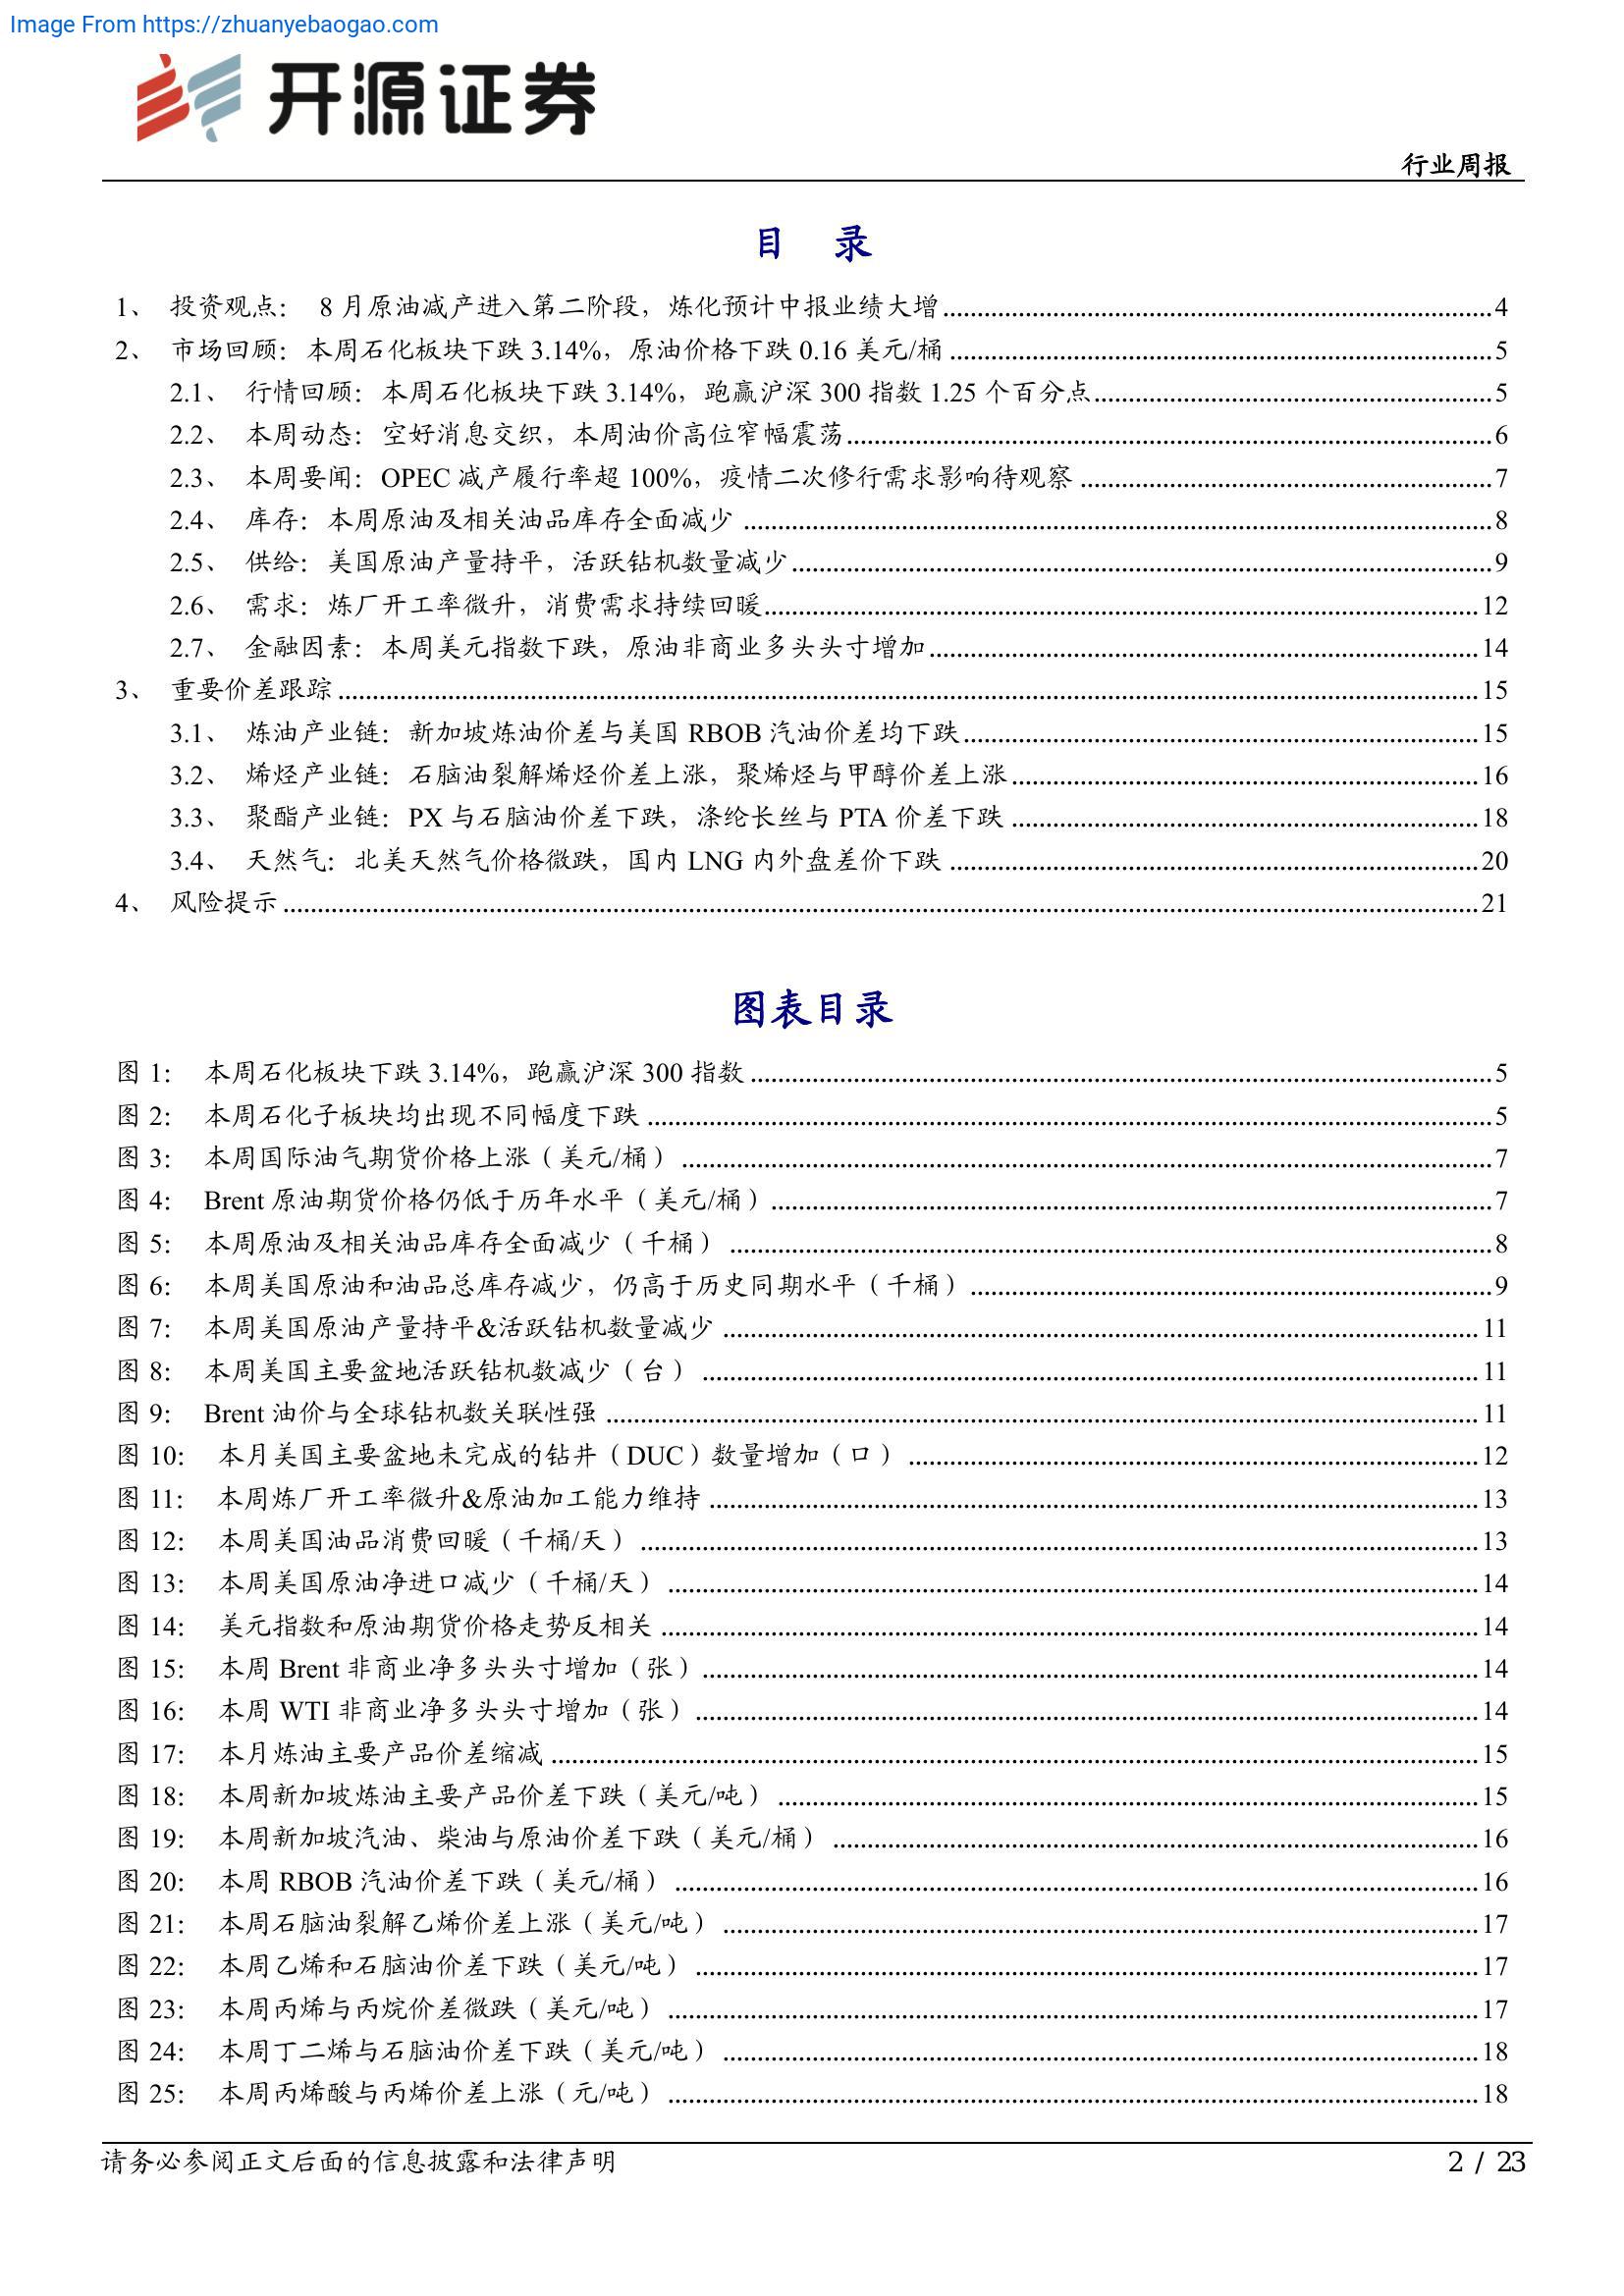 Image From https://zhuanyebaogao.com
开源证券
行业周报
目 录
1、 投资观点： 8 月原油减产进入第二阶段，炼化预计中报业绩大增 4
2、 市场回顾：本周石化板块下跌 3.14%，原油价格下跌 0.16 美元/桶 5
2.1、 行情回顾：本周石化板块下跌 3.14%，跑赢沪深 300 指数 1.25 个百分点 5
2.2、 本周动态：空好消息交织，本周油价高位窄幅震荡 6
2.3、 本周要闻：OPEC 减产履行率超 100%，疫情二次修行需求影响待观察 7
2.4、 库存：本周原油及相关油品库存全面减少 8
2.5、 供给：美国原油产量持平，活跃钻机数量减少 9
2.6、 需求：炼厂开工率微升，消费需求持续回暖 12
2.7、 金融因素：本周美元指数下跌，原油非商业多头头寸增加 14
3、 重要价差跟踪 15
3.1、 炼油产业链：新加坡炼油价差与美国 RBOB 汽油价差均下跌 15
3.2、 烯烃产业链：石脑油裂解烯烃价差上涨，聚烯烃与甲醇价差上涨 16
3.3、 聚酯产业链：PX 与石脑油价差下跌，涤纶长丝与 PTA 价差下跌 18
3.4、 天然气：北美天然气价格微跌，国内 LNG 内外盘差价下跌 20
4、 风险提示 21
图表目录
图 1： 本周石化板块下跌 3.14%，跑赢沪深 300 指数 5
图 2： 本周石化子板块均出现不同幅度下跌 5
图 3： 本周国际油气期货价格上涨（美元/桶） 7
图 4： Brent 原油期货价格仍低于历年水平（美元/桶） 7
图 5： 本周原油及相关油品库存全面减少（千桶） 8
图 6： 本周美国原油和油品总库存减少，仍高于历史同期水平（千桶） 9
图 7： 本周美国原油产量持平&活跃钻机数量减少 11
图 8： 本周美国主要盆地活跃钻机数减少（台） 11
图 9： Brent 油价与全球钻机数关联性强 11
图 10： 本月美国主要盆地未完成的钻井（DUC）数量增加（口） 12
图 11： 本周炼厂开工率微升&原油加工能力维持 13
图 12： 本周美国油品消费回暖（千桶/天） 13
图 13： 本周美国原油净进口减少（千桶/天） 14
图 14： 美元指数和原油期货价格走势反相关 14
图 15： 本周 Brent 非商业净多头头寸增加（张） 14
图 16： 本周 WTI 非商业净多头头寸增加（张） 14
图 17： 本月炼油主要产品价差缩减 15
图 18： 本周新加坡炼油主要产品价差下跌（美元/吨） 15
图 19： 本周新加坡汽油、柴油与原油价差下跌（美元/桶） 16
图 20： 本周 RBOB 汽油价差下跌（美元/桶） 16
图 21： 本周石脑油裂解乙烯价差上涨（美元/吨） 17
图 22： 本周乙烯和石脑油价差下跌（美元/吨） 17
图 23： 本周丙烯与丙烷价差微跌（美元/吨） 17
图 24： 本周丁二烯与石脑油价差下跌（美元/吨） 18
图 25： 本周丙烯酸与丙烯价差上涨（元/吨） 18
请务必参阅正文后面的信息披露和法律声明
2 / 23